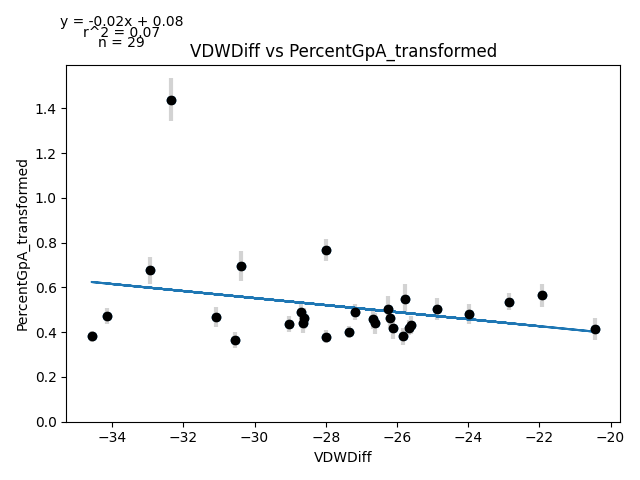 y = -0.02x + 0.08
r^2 = 0.07
n = 29
VDWDiff vs PercentGpA_transformed
PercentGpA_transformed
1.4
1.2
1.0
0.8
0.6
0.4
0.2
0.0
−34 −32 −30 −28 −26 −24 −22 −20
VDWDiff